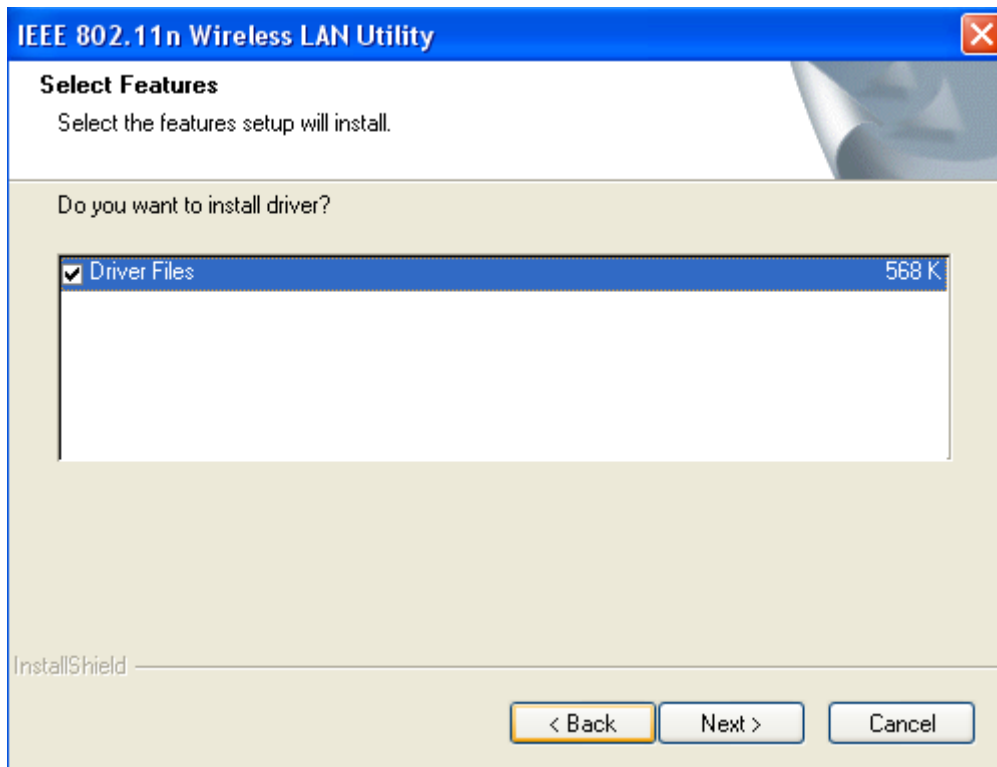 IEEE 802.11n Wireless LAN Utility
Select Features
Select the features setup will install.
Do you want to install driver?
Driver Files 568 K
InstallShield
< Back Next > Cancel